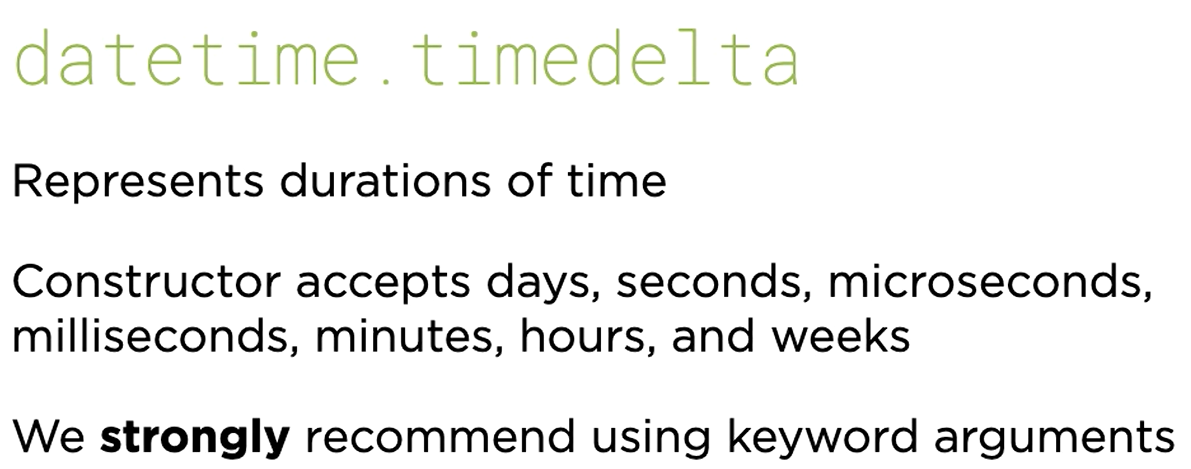 datetime.timedelta
Represents durations of time
Constructor accepts days, seconds, microseconds,
milliseconds, minutes, hours, and weeks
We strongly recommend using keyword arguments